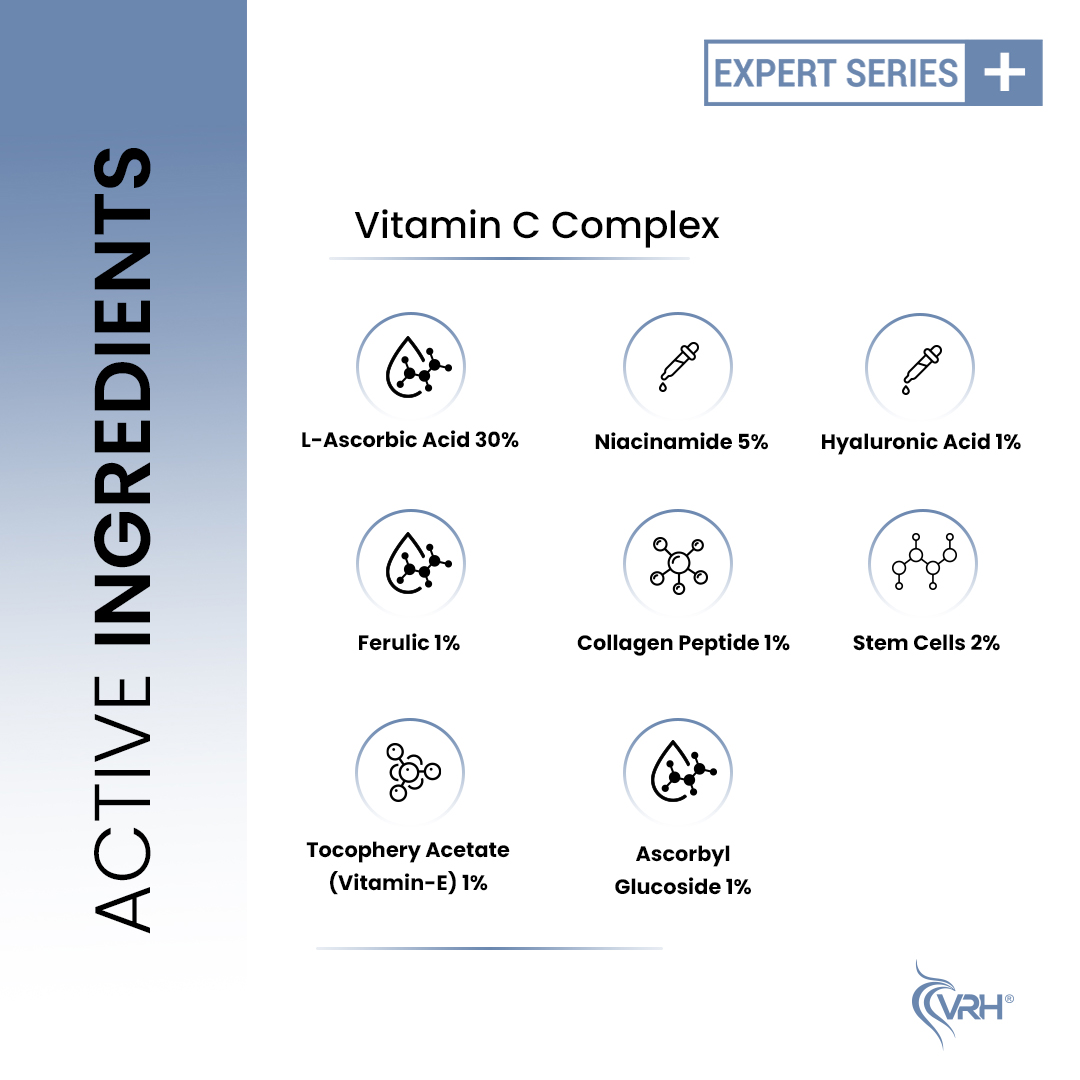 EXPERT SERIES +
ACTIVE INGREDIENTS
Vitamin C Complex
L-Ascorbic Acid 30%
Niacinamide 5%
Hyaluronic Acid 1%
Ferulic 1%
Collagen Peptide 1%
Stem Cells 2%
Tocophery Acetate
(Vitamin-E) 1%
Ascorbyl
Glucoside 1%
VRH®